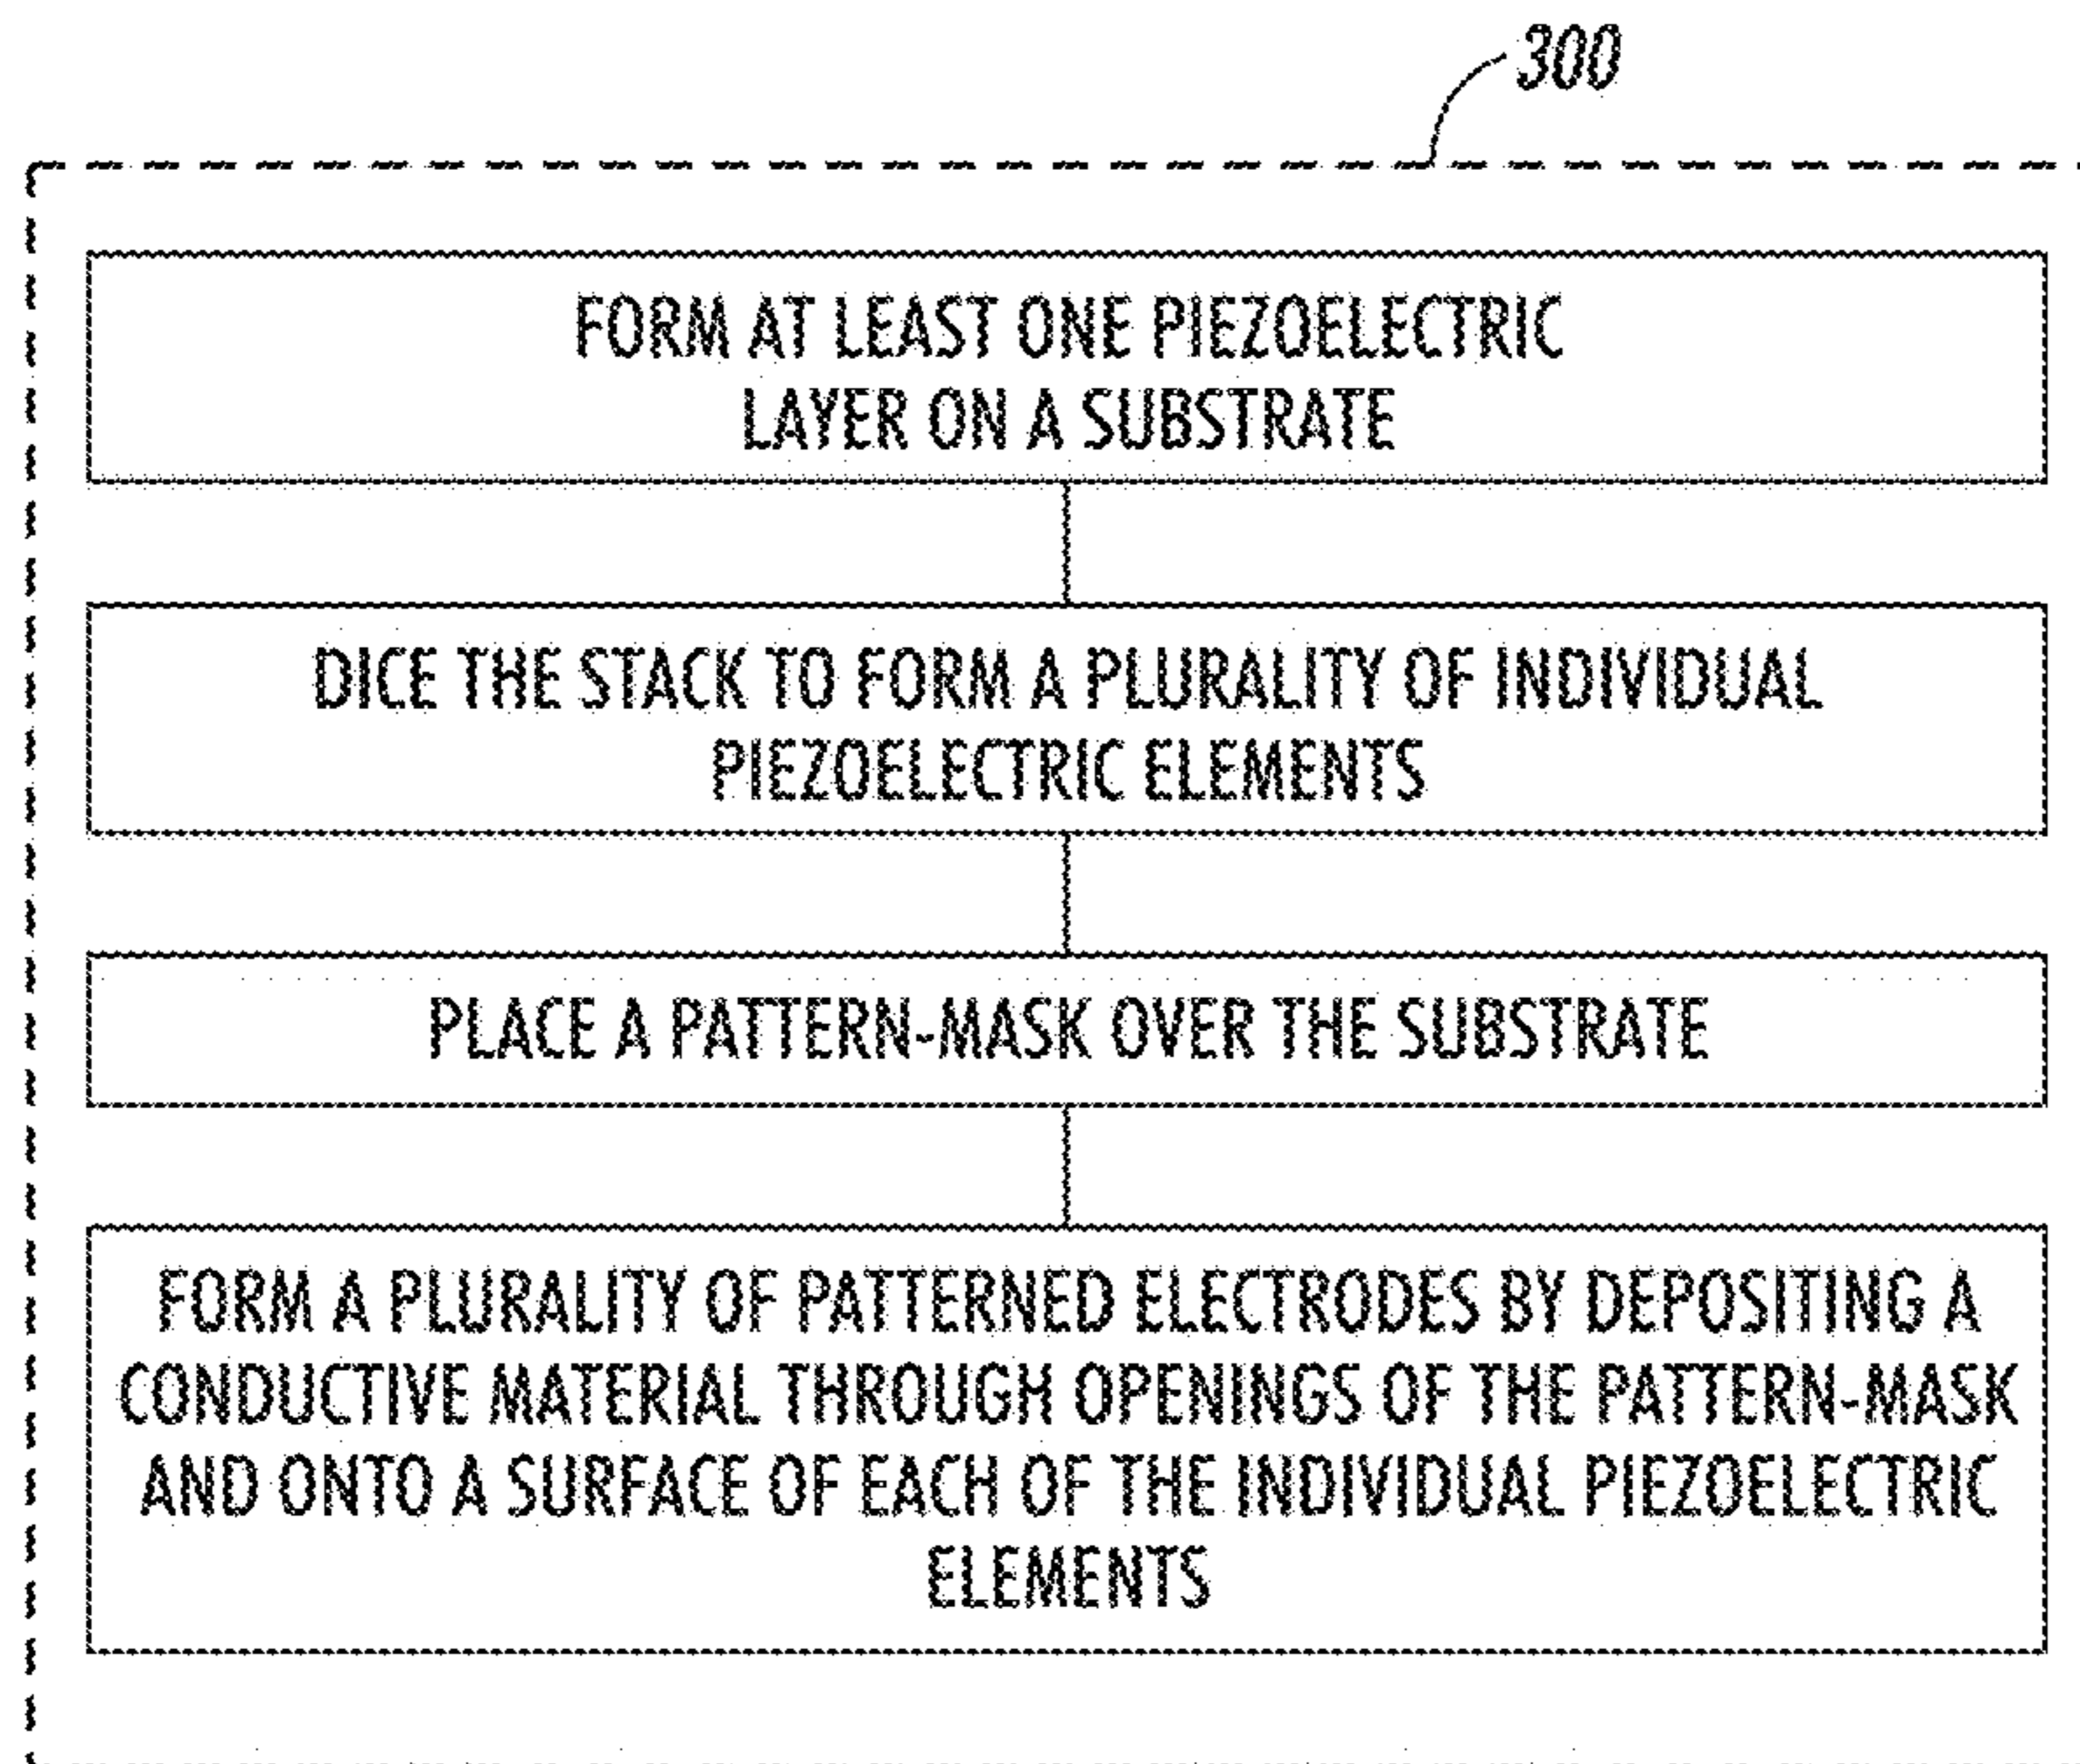 300
FORM AT LEAST ONE PIEZOELECTRIC
LAYER ON A SUBSTRATE
DICE THE STACK TO FORM A PLURALITY OF INDIVIDUAL
PIEZOELECTRIC ELEMENTS
PLACE A PATTERN-MASK OVER THE SUBSTRATE
FORM A PLURALITY OF PATTERNED ELECTRODES BY DEPOSITING A
CONDUCTIVE MATERIAL THROUGH OPENINGS OF THE PATTERN-MASK
AND ONTO A SURFACE OF EACH OF THE INDIVIDUAL PIEZOELECTRIC
ELEMENTS